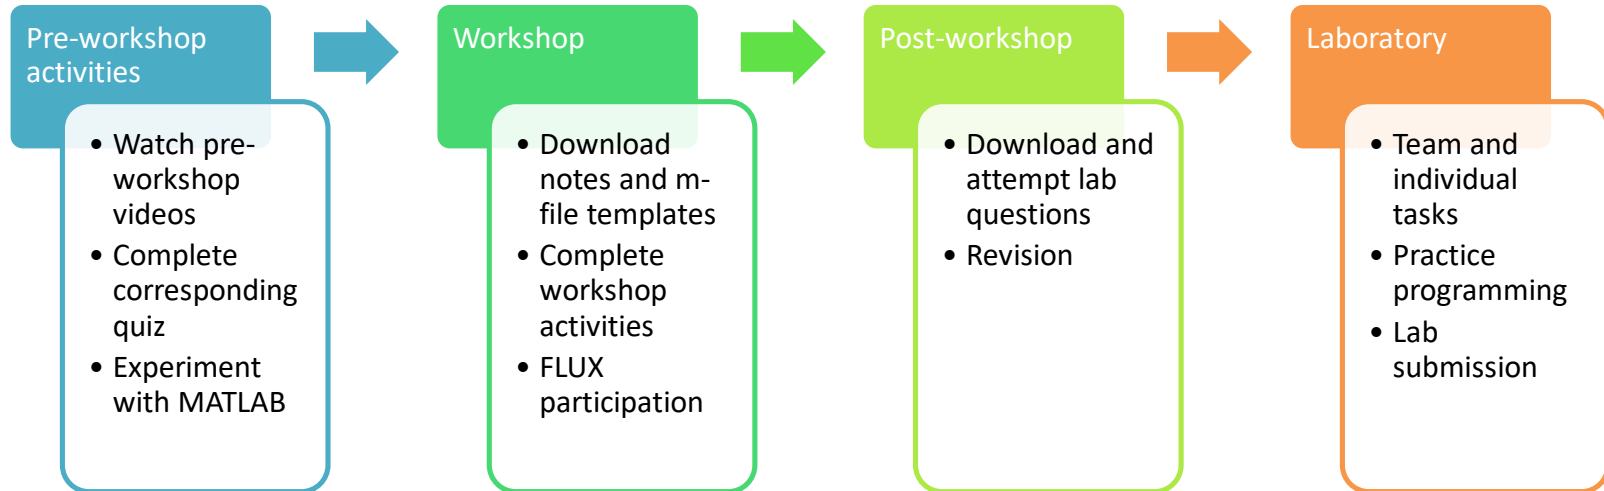 Pre-workshop
activities
• Watch pre-
workshop
videos
• Complete
corresponding
quiz
• Experiment
with MATLAB
Workshop
• Download
notes and m-
file templates
• Complete
workshop
activities
• FLUX
participation
Post-workshop
• Download and
attempt lab
questions
• Revision
Laboratory
• Team and
individual
tasks
• Practice
programming
• Lab
submission